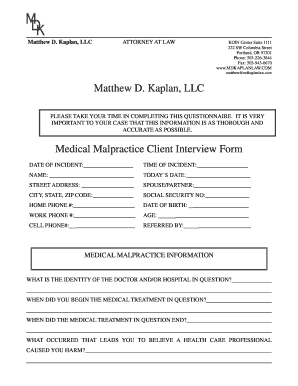 MDK
Matthew D. Kaplan, LLC
ATTORNEY AT LAW
KOIN Center Suite 1111
222 SW Columbia Street
Portland, OR 97201
Phone: 503-226-3844
Fax: 503-943-6670
www.MDKAPLANLAW.COM
matthew@mdkaplanlaw.com
Matthew D. Kaplan, LLC
PLEASE TAKE YOUR TIME IN COMPLETING THIS QUESTIONNAIRE. IT IS VERY
IMPORTANT TO YOUR CASE THAT THIS INFORMATION IS AS THOROUGH AND
ACCURATE AS POSSIBLE.
Medical Malpractice Client Interview Form
DATE OF INCIDENT: TIME OF INCIDENT:
NAME: TODAY'S DATE:
STREET ADDRESS: SPOUSE/PARTNER:
CITY, STATE, ZIP CODE: SOCIAL SECURITY NO:
HOME PHONE #: DATE OF BIRTH:
WORK PHONE #: AGE:
CELL PHONE#: REFERRED BY:
MEDICAL MALPRACTICE INFORMATION
WHAT IS THE IDENTITY OF THE DOCTOR AND/OR HOSPITAL IN QUESTION?
WHEN DID YOU BEGIN THE MEDICAL TREATMENT IN QUESTION?
WHEN DID THE MEDICAL TREATMENT IN QUESTION END?
WHAT OCCURRED THAT LEADS YOU TO BELIEVE A HEALTH CARE PROFESSIONAL
CAUSED YOU HARM?